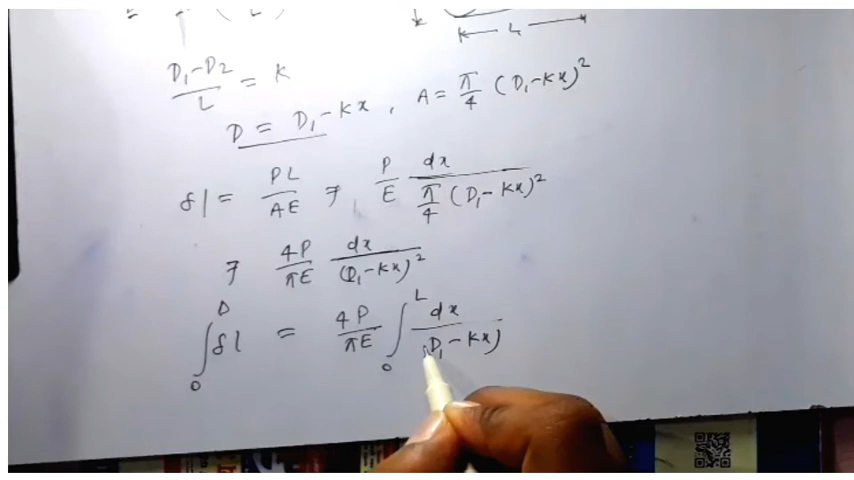 K L
D₁-D₂/L = K
D = D₁-Kx, A = π/4 (D₁-Kx)²
δl = PL/AE ⇒ P/E dx/π/4 (D₁-Kx)²
⇒ 4P/πE dx/(D₁-Kx)²
∫₀^Δ δl = 4P/πE ∫₀^L dx/(D₁-Kx)